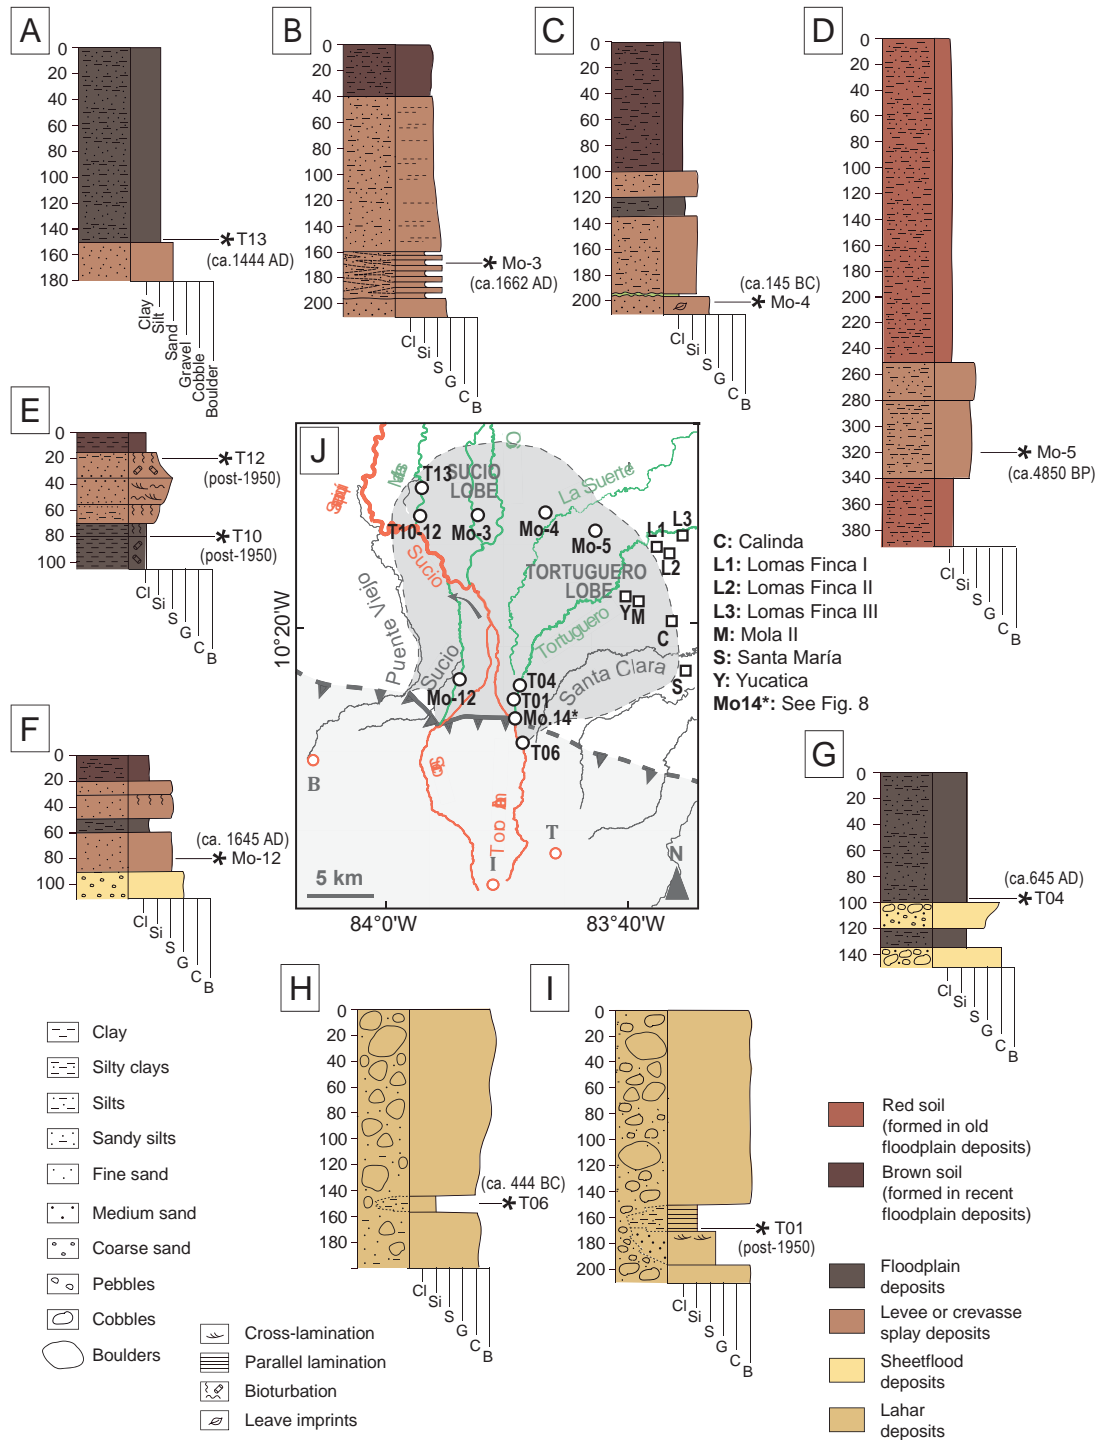 A
0
20
40
60
80
100
120
140
160
180
T13
(ca.1444 AD)
Clay
Silt
Sand
Gravel
Cobble
Boulder
B
0
20
40
60
80
100
120
140
160
180
200
Mo-3
(ca.1662 AD)
Cl
Si
S
G
C
B
C
0
20
40
60
80
100
120
140
160
180
200
(ca.145 BC)
Mo-4
Cl
Si
S
G
C
B
D
0
20
40
60
80
100
120
140
160
180
200
220
240
260
280
300
320
340
360
380
Mo-5
(ca.4850 BP)
Cl
Si
S
G
C
B
E
0
20
40
60
80
100
T12
(post-1950)
T10
(post-1950)
Cl
Si
S
G
C
B
J
SUCIO
LOBE
T13
T10-12
Mo-3
Mo-4
Mo-5
La Suerte
L1
L3
L2
TORTUGUERO
LOBE
Y
M
C
S
Sucio
Puente Viejo
Tortuguero
Santa Clara
Sucio
Mo-12
T04
T01
Mo.14*
T06
B
T
I
N
5 km
10°20'W
84°0'W
83°40'W
C: Calinda
L1: Lomas Finca I
L2: Lomas Finca II
L3: Lomas Finca III
M: Mola II
S: Santa María
Y: Yucatica
Mo14*: See Fig. 8
F
0
20
40
60
80
100
(ca. 1645 AD)
Mo-12
Cl
Si
S
G
C
B
G
0
20
40
60
80
100
120
140
(ca.645 AD)
T04
Cl
Si
S
G
C
B
H
0
20
40
60
80
100
120
140
160
180
(ca. 444 BC)
T06
Cl
Si
S
G
C
B
I
0
20
40
60
80
100
120
140
160
180
200
T01
(post-1950)
Cl
Si
S
G
C
B
Clay
Silty clays
Silts
Sandy silts
Fine sand
Medium sand
Coarse sand
Pebbles
Cobbles
Boulders
Cross-lamination
Parallel lamination
Bioturbation
Leave imprints
Red soil
(formed in old
floodplain deposits)
Brown soil
(formed in recent
floodplain deposits)
Floodplain
deposits
Levee or crevasse
splay deposits
Sheetflood
deposits
Lahar
deposits